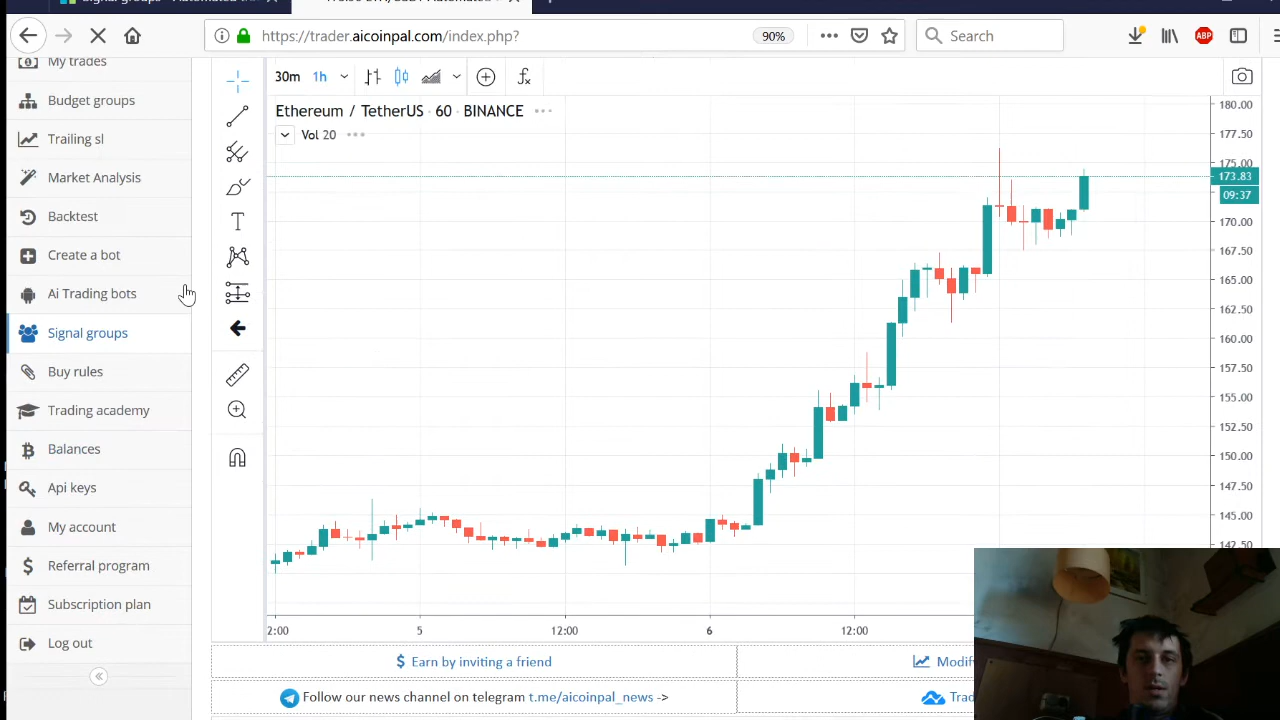 https://trader.aicoinpal.com/index.php?
90%
Search
ABP
My trades
Budget groups
Trailing sl
Market Analysis
Backtest
Create a bot
Ai Trading bots
Signal groups
Buy rules
Trading academy
Balances
Api keys
My account
Referral program
Subscription plan
Log out
30m 1h
Ethereum / TetherUS · 60 · BINANCE
Vol 20
180.00
177.50
175.00
173.83
09:37
170.00
167.50
165.00
162.50
160.00
157.50
155.00
152.50
150.00
147.50
145.00
142.50
2:00 5 12:00 6 12:00
$ Earn by inviting a friend
Modif
Follow our news channel on telegram t.me/aicoinpal_news ->
Trad